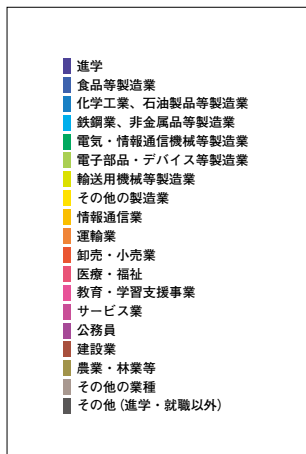 進学
食品等製造業
化学工業、石油製品等製造業
鉄鋼業、非金属品等製造業
電気・情報通信機械等製造業
電子部品・デバイス等製造業
輸送用機械等製造業
その他の製造業
情報通信業
運輸業
卸売・小売業
医療・福祉
教育・学習支援事業
サービス業
公務員
建設業
農業・林業等
その他の業種
その他（進学・就職以外）